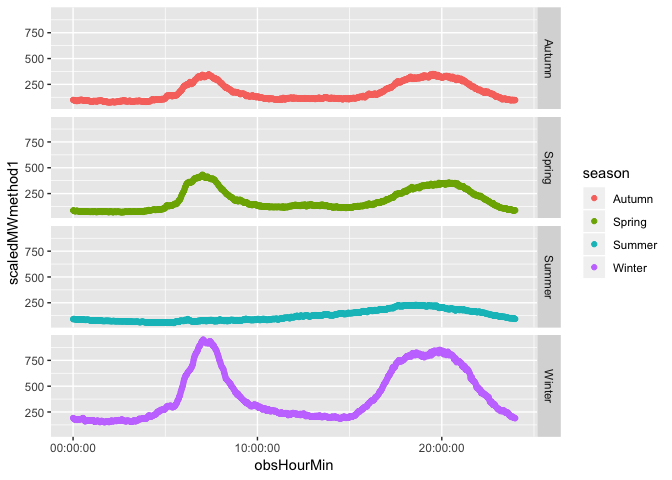 750
500
250
Autumn
750
500
250
Spring
750
500
250
Summer
750
500
250
Winter
scaledMWmethod1
00:00:00
10:00:00
20:00:00
obsHourMin
season
Autumn
Spring
Summer
Winter